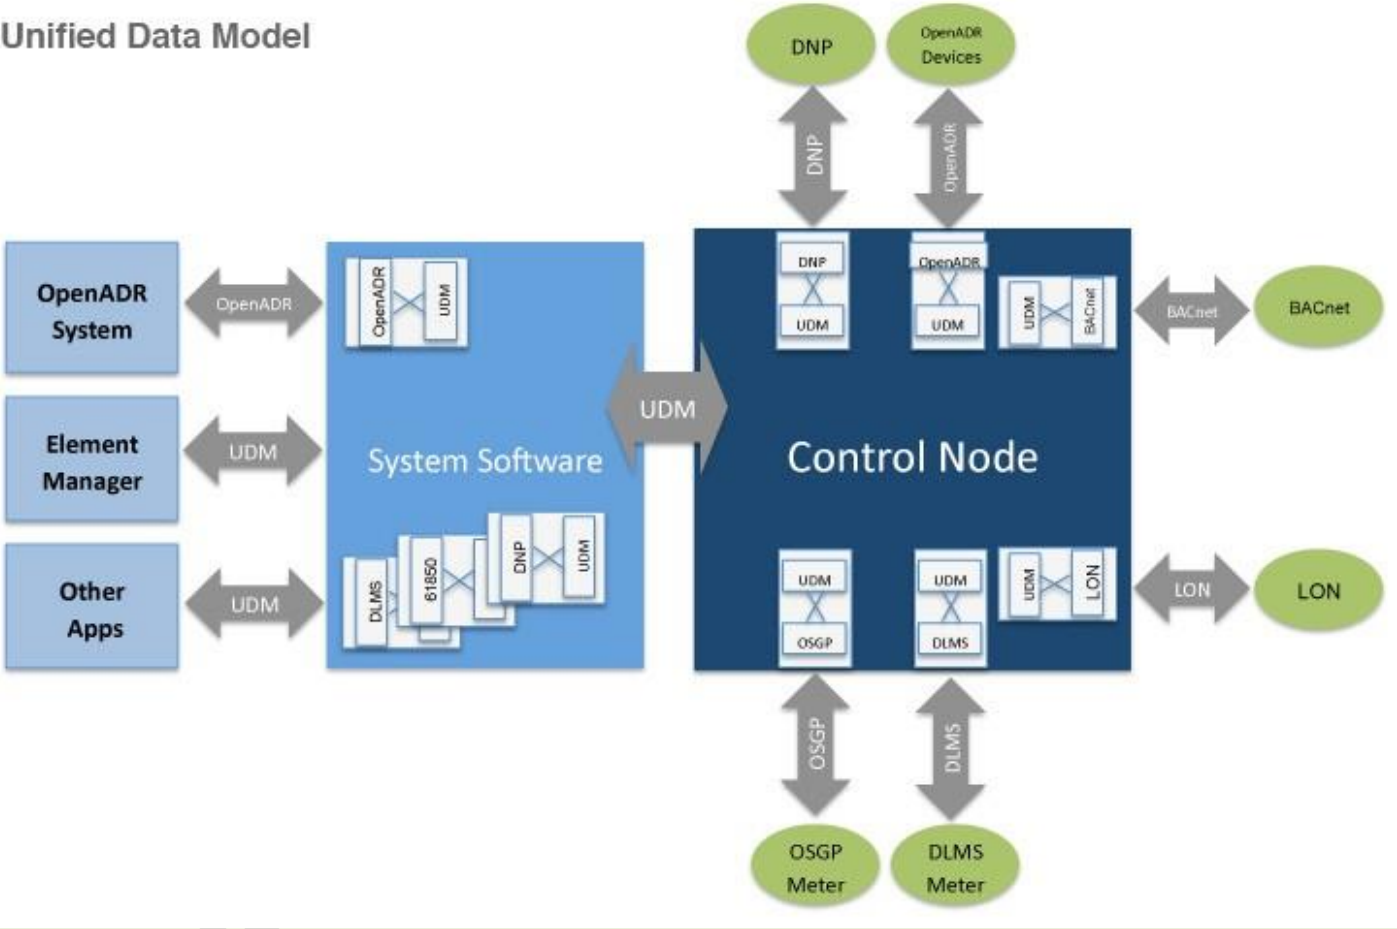 Unified Data Model
DNP
OpenADR
Devices
DNP
OpenADR
OpenADR
System
OpenADR
OpenADR
UDM
DNP
UDM
OpenADR
UDM
UDM
BACnet
BACnet
BACnet
Element
Manager
UDM
System Software
UDM
Control Node
Other
Apps
UDM
DLMS
61850
DNP
UDM
UDM
OSGP
UDM
DLMS
UDM
LON
LON
LON
OSGP
DLMS
OSGP
Meter
DLMS
Meter